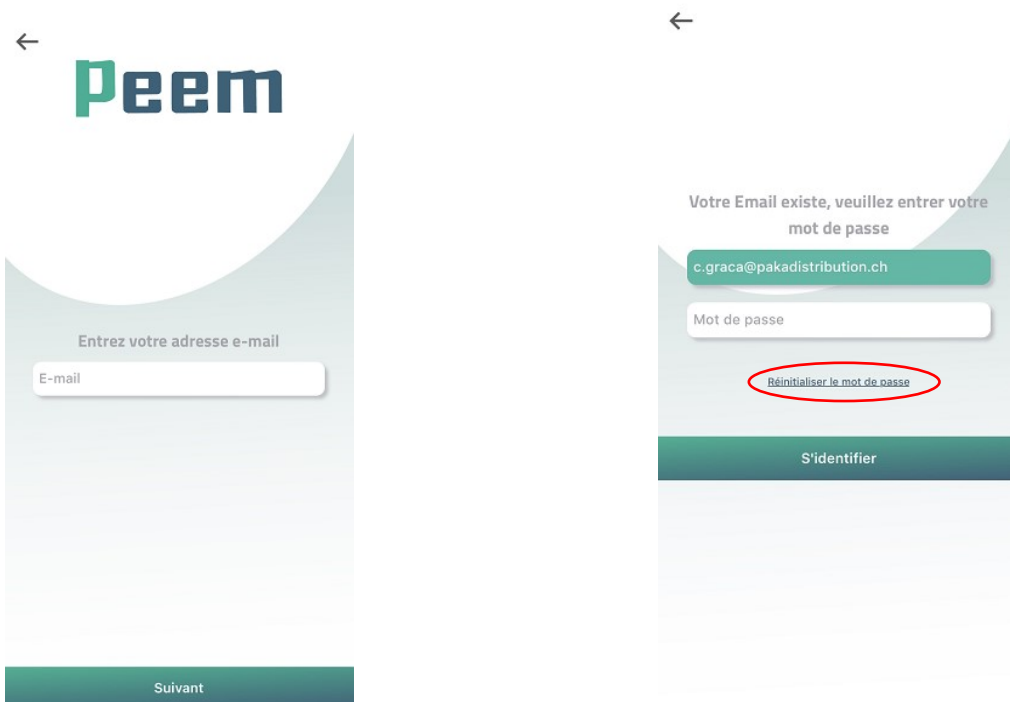 Peem
Entrez votre adresse e-mail
E-mail
Suivant
Votre Email existe, veuillez entrer votre
mot de passe
c.graca@pakadistribution.ch
Mot de passe
Réinitialiser le mot de passe
S'identifier